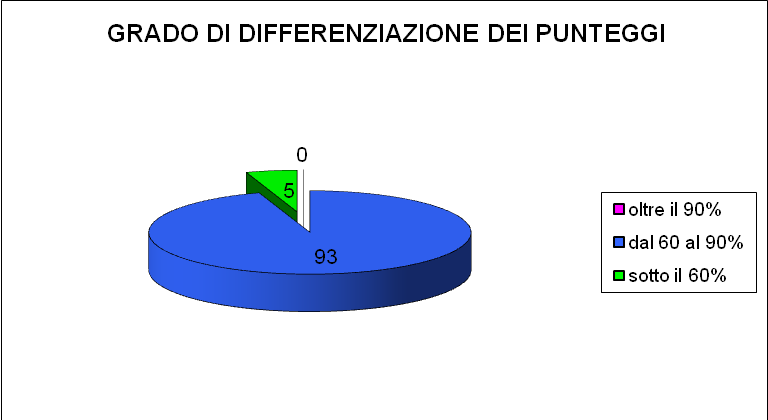 GRADO DI DIFFERENZIAZIONE DEI PUNTEGGI
0
5
93
oltre il 90%
dal 60 al 90%
sotto il 60%